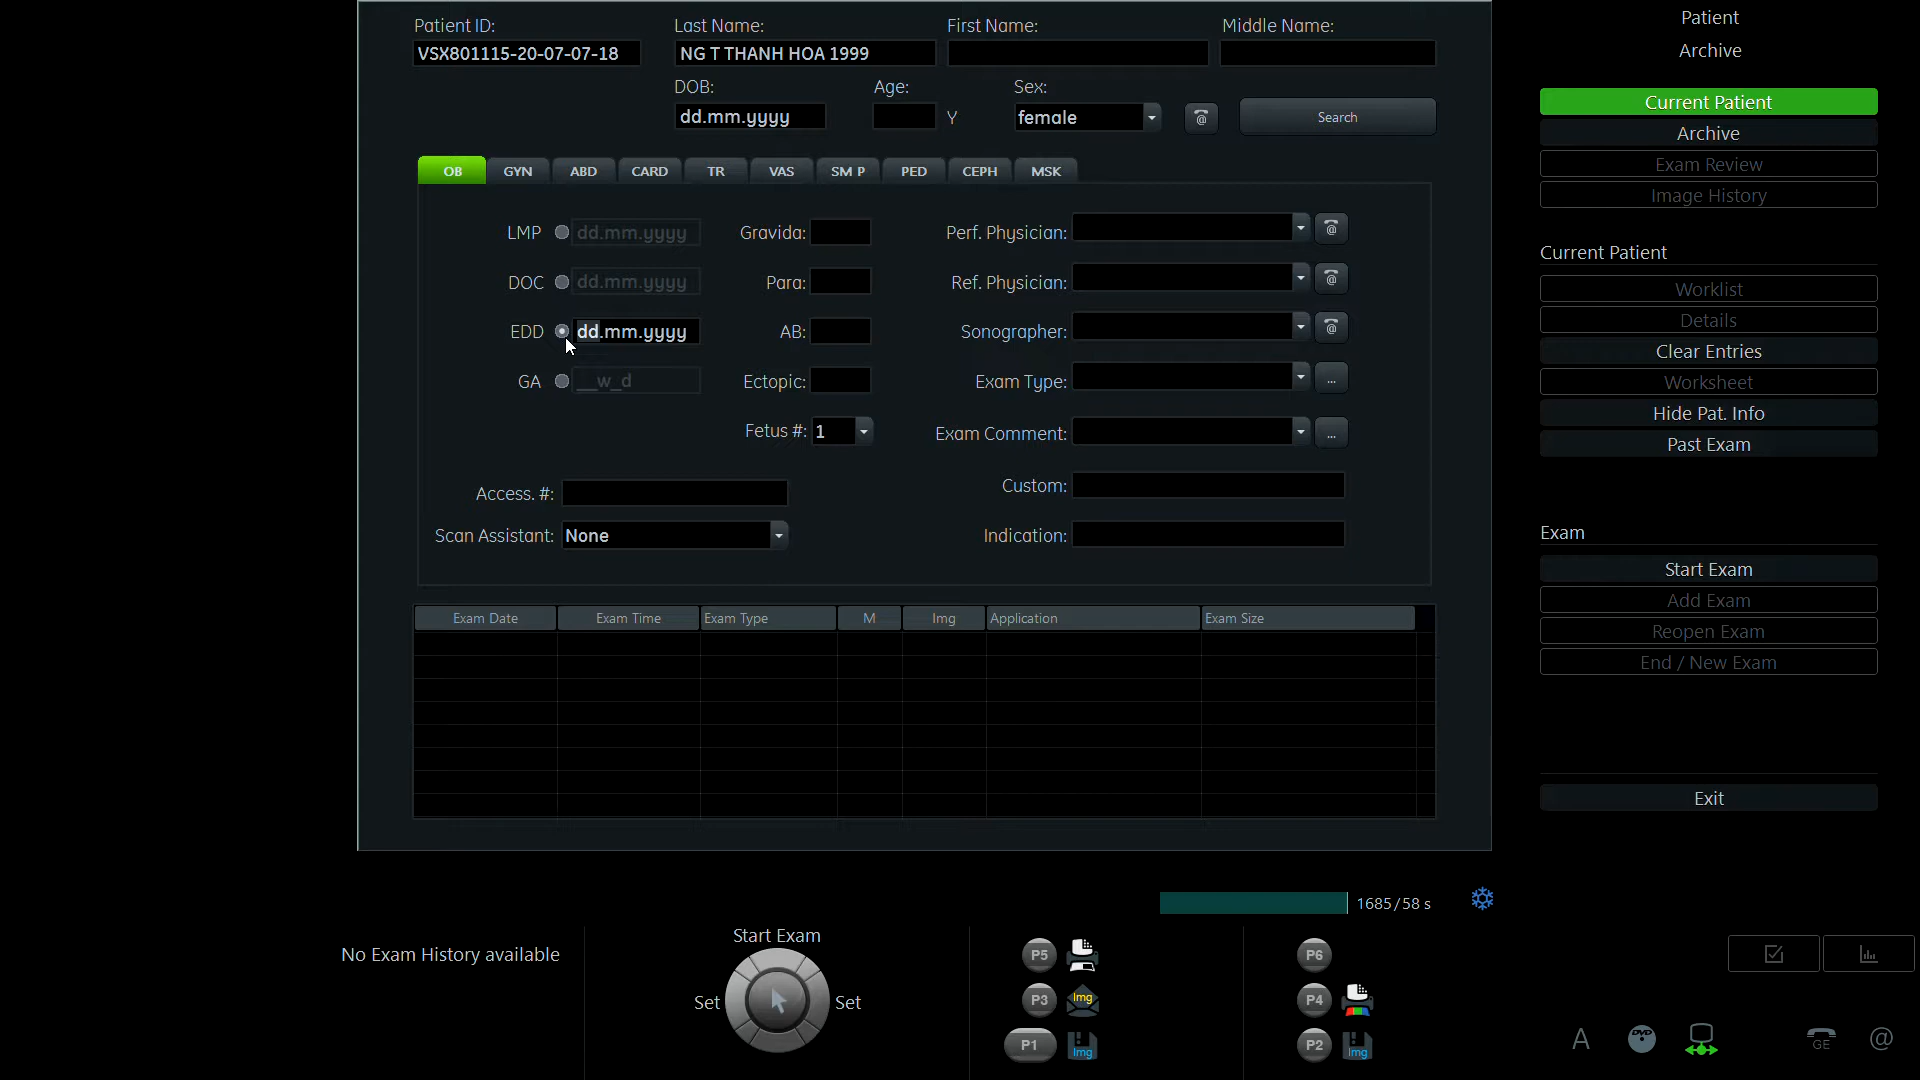 Patient ID: Last Name: First Name: Middle Name:
VSX801115-20-07-07-18 NG T THANH HOA 1999
DOB: Age: Sex:
dd.mm.yyyy Y female @ Search
OB GYN ABD CARD TR VAS SM P PED CEPH MSK
LMP dd.mm.yyyy Gravida: Perf. Physician: @
DOC dd.mm.yyyy Para: Ref. Physician: @
EDD dd.mm.yyyy AB: Sonographer: @
GA __w_d Ectopic: Exam Type: ...
Fetus #: 1 Exam Comment: ...
Access. #: Custom:
Scan Assistant: None Indication:
Exam Date Exam Time Exam Type M Img Application Exam Size
1685/58 s
Patient
Archive
Current Patient
Archive
Exam Review
Image History
Current Patient
Worklist
Details
Clear Entries
Worksheet
Hide Pat. Info
Past Exam
Exam
Start Exam
Add Exam
Reopen Exam
End / New Exam
Exit
No Exam History available
Start Exam
Set Set
P5
P3 Img
P1 Img
P6
P4
P2 Img
A DVD GE @